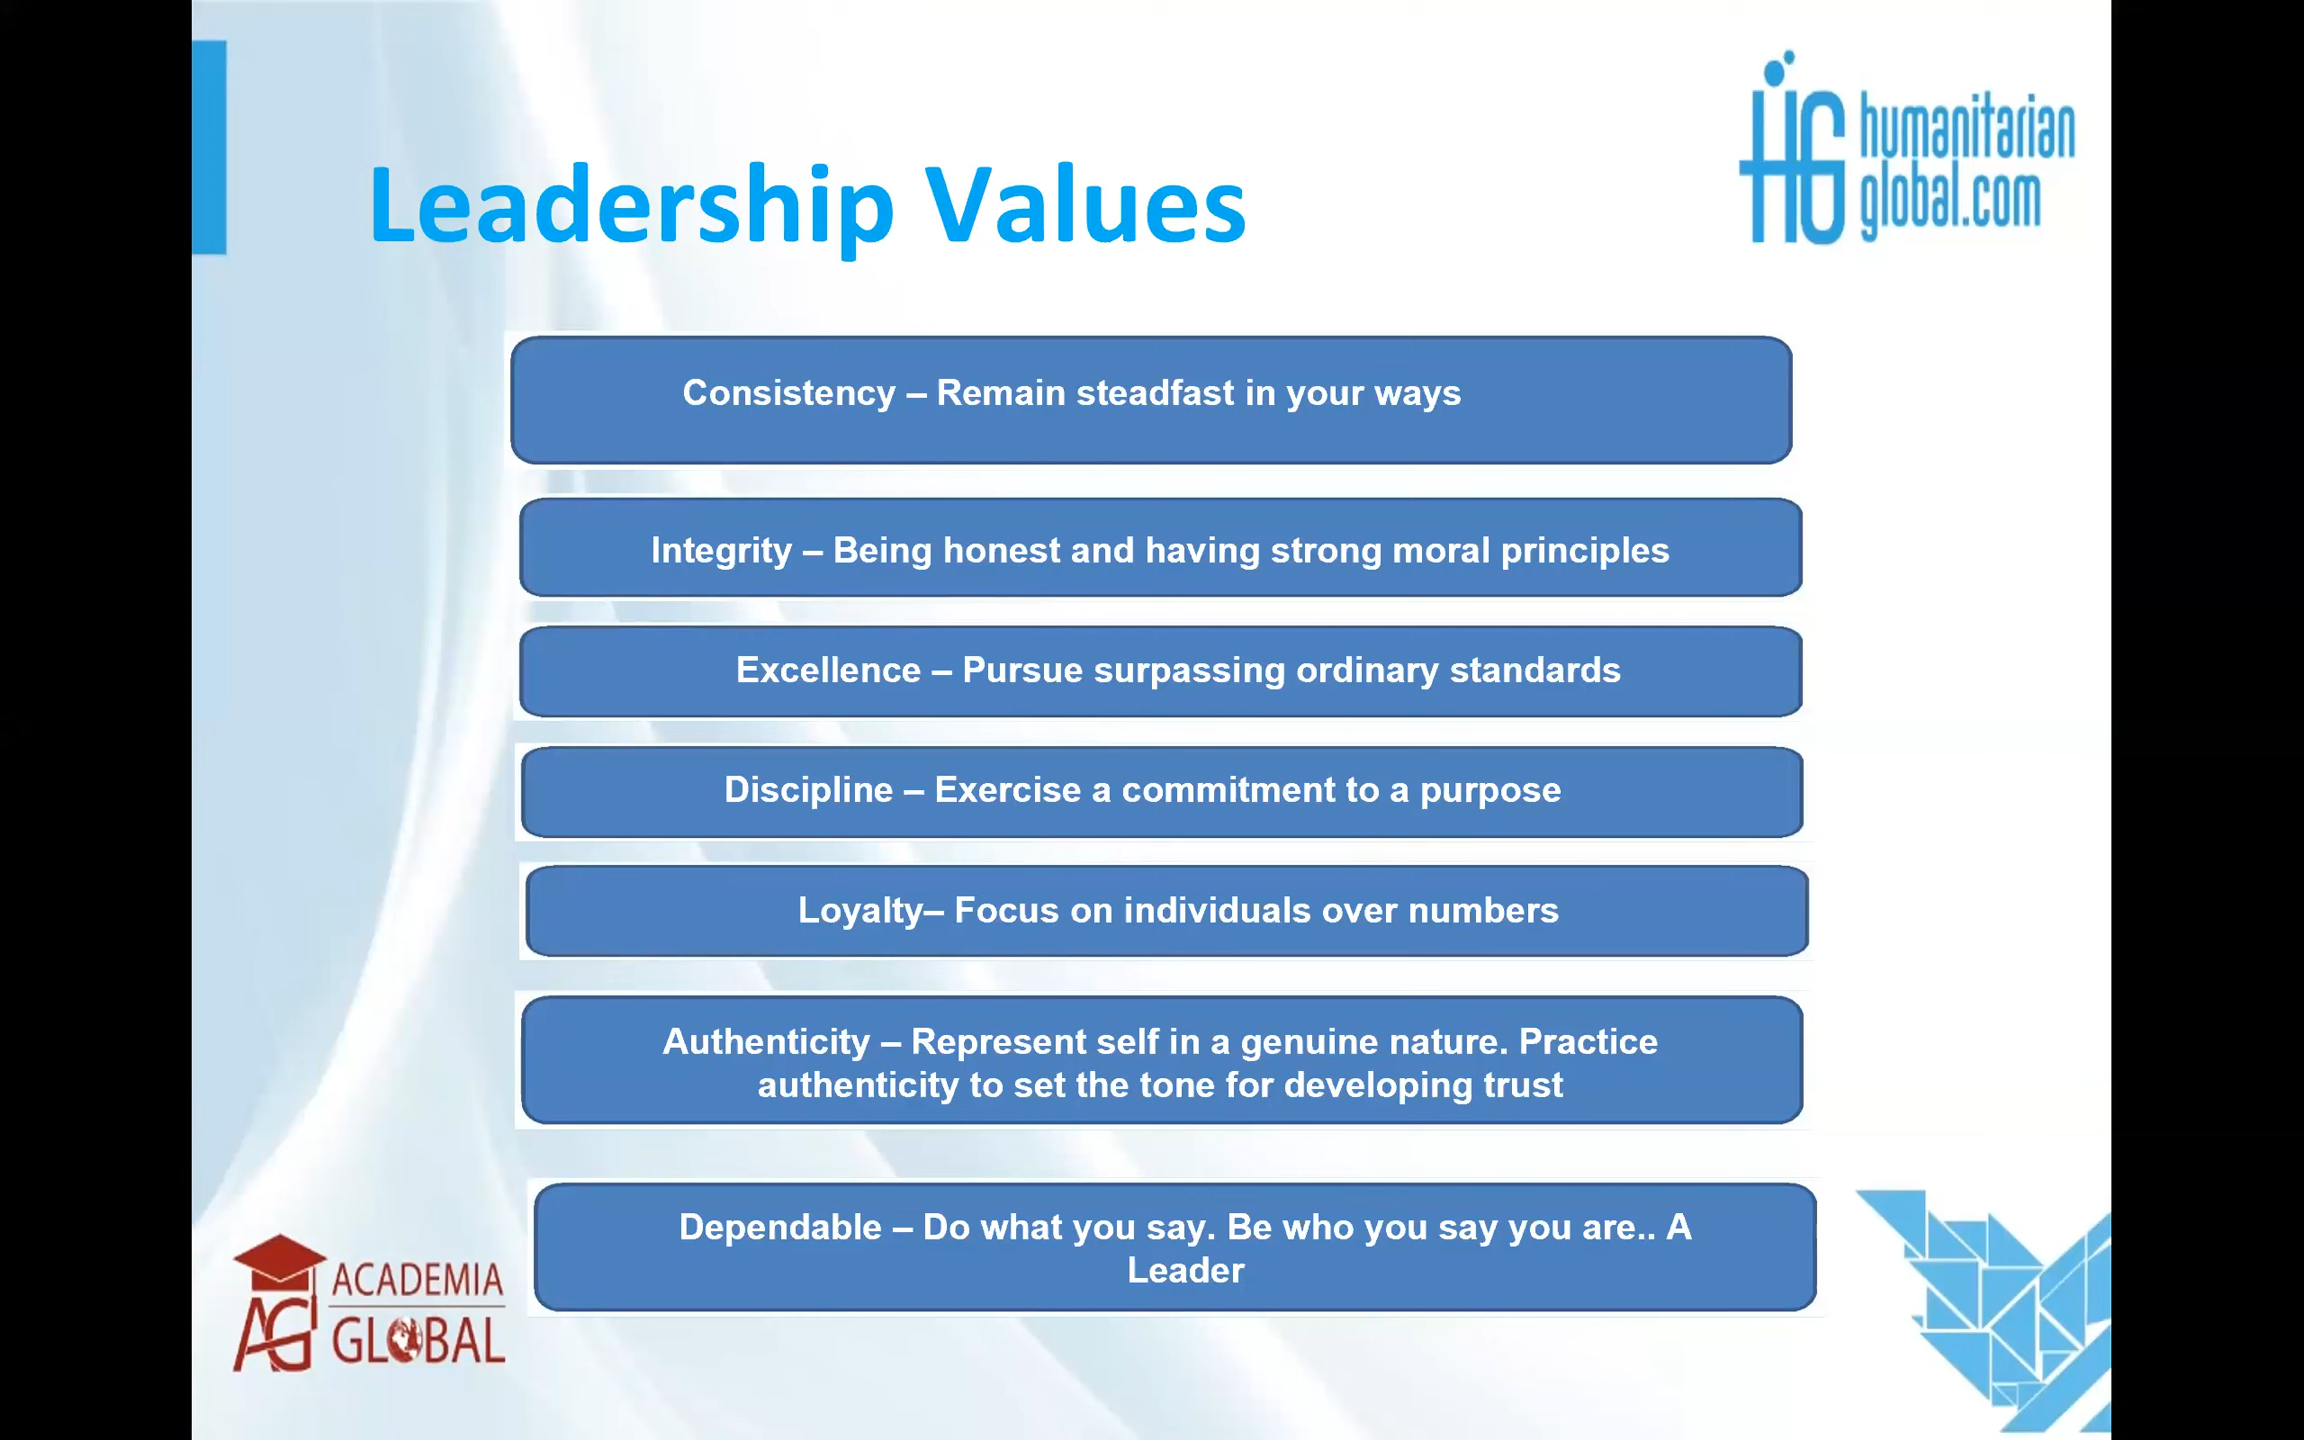 humanitarian
global.com
HG
Leadership Values
Consistency – Remain steadfast in your ways
Integrity – Being honest and having strong moral principles
Excellence – Pursue surpassing ordinary standards
Discipline – Exercise a commitment to a purpose
Loyalty– Focus on individuals over numbers
Authenticity – Represent self in a genuine nature. Practice
authenticity to set the tone for developing trust
Dependable – Do what you say. Be who you say you are.. A
Leader
AG
ACADEMIA
GLOBAL